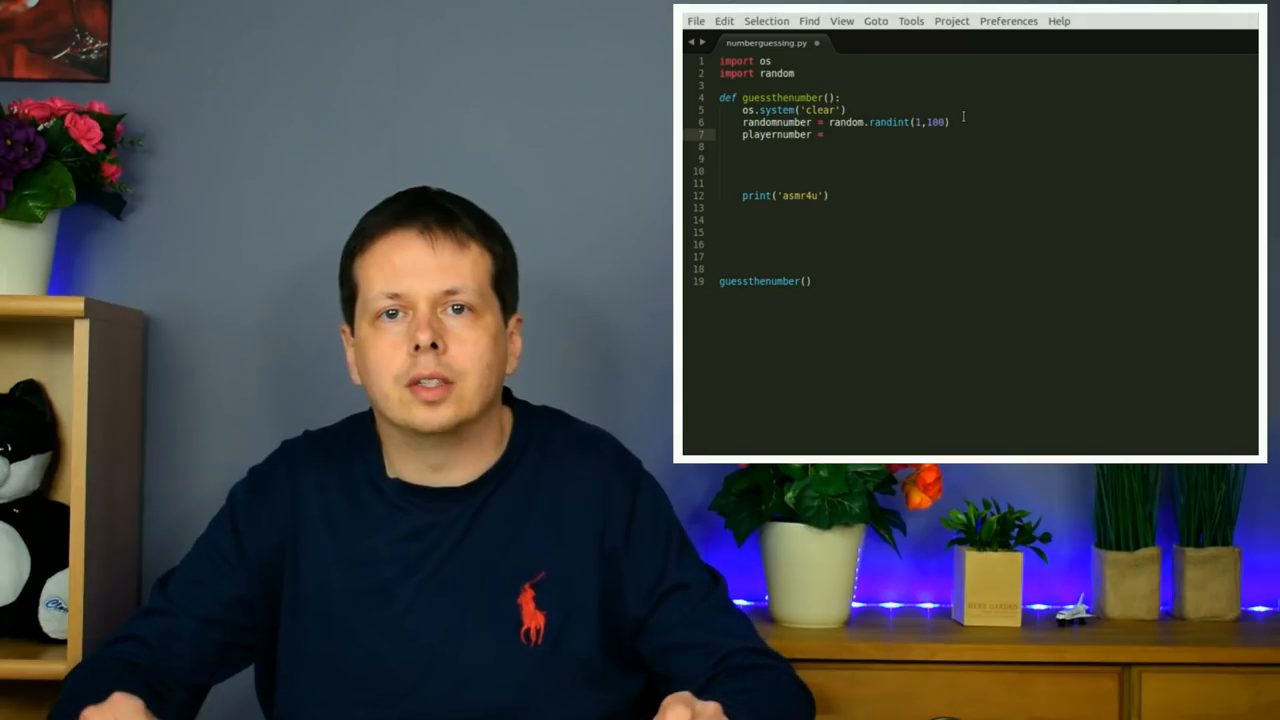 File Edit Selection Find View Goto Tools Project Preferences Help
numberguessing.py
1 import os
2 import random
3
4 def guessthenumber():
5 os.system('clear')
6 randomnumber = random.randint(1,100)
7 playernumber =
8
9
10
11
12 print('asmr4u')
13
14
15
16
17
18
19 guessthenumber()
HERB GARDEN